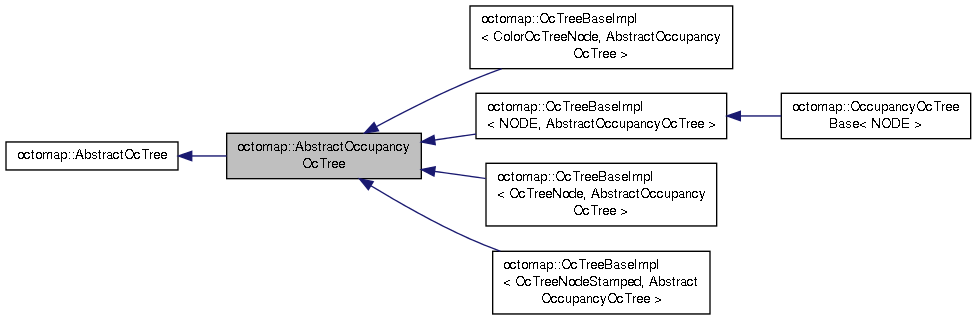 octomap::AbstractOcTree
octomap::AbstractOccupancy
OcTree
octomap::OcTreeBaseImpl
< ColorOcTreeNode, AbstractOccupancy
OcTree >
octomap::OcTreeBaseImpl
< NODE, AbstractOccupancyOcTree >
octomap::OccupancyOcTree
Base< NODE >
octomap::OcTreeBaseImpl
< OcTreeNode, AbstractOccupancy
OcTree >
octomap::OcTreeBaseImpl
< OcTreeNodeStamped, Abstract
OccupancyOcTree >